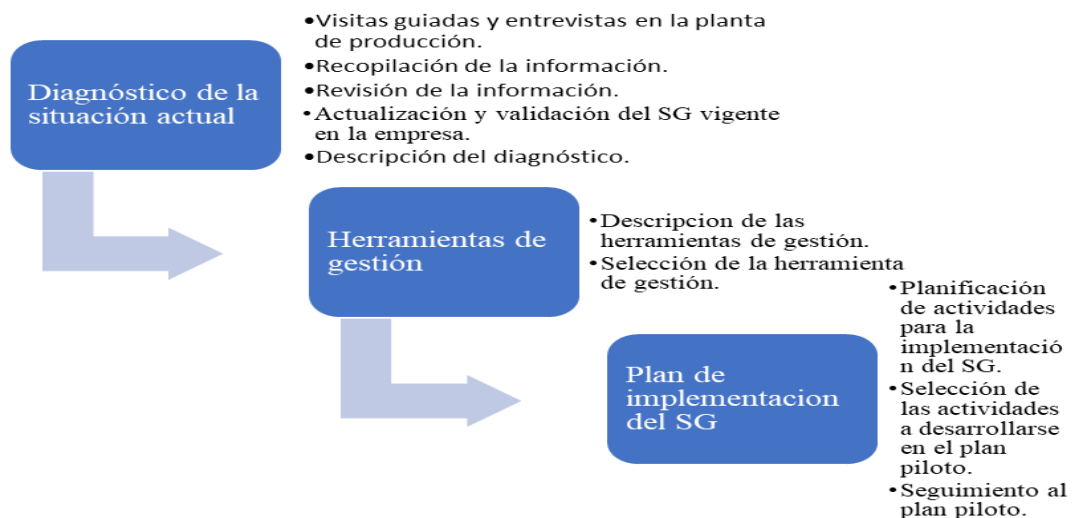 •Visitas guiadas y entrevistas en la planta
de producción.
•Recopilación de la información.
•Revisión de la información.
•Actualización y validación del SG vigente
en la empresa.
•Descripción del diagnóstico.
Diagnóstico de la
situación actual
Herramientas de
gestión
•Descripcion de las
herramientas de gestión.
•Selección de la herramienta
de gestión.
Plan de
implementacion
del SG
•Planificación
de actividades
para la
implementació
n del SG.
•Selección de
las actividades
a desarrollarse
en el plan
piloto.
•Seguimiento al
plan piloto.